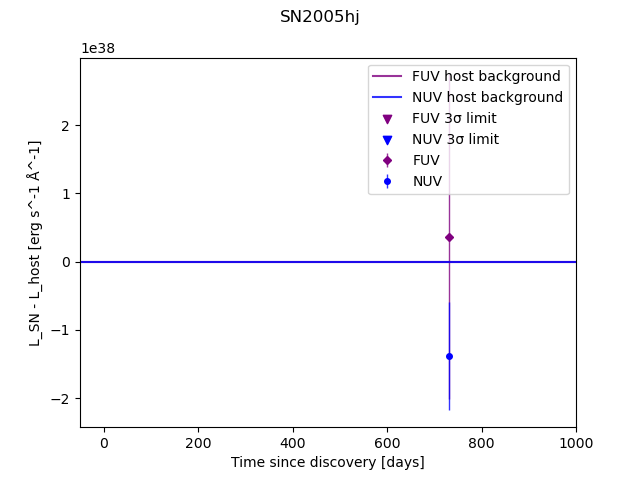 SN2005hj
1e38
FUV host background
NUV host background
FUV 3σ limit
NUV 3σ limit
FUV
NUV
L_SN - L_host [erg s^-1 Å^-1]
2
1
0
−1
−2
0 200 400 600 800 1000
Time since discovery [days]